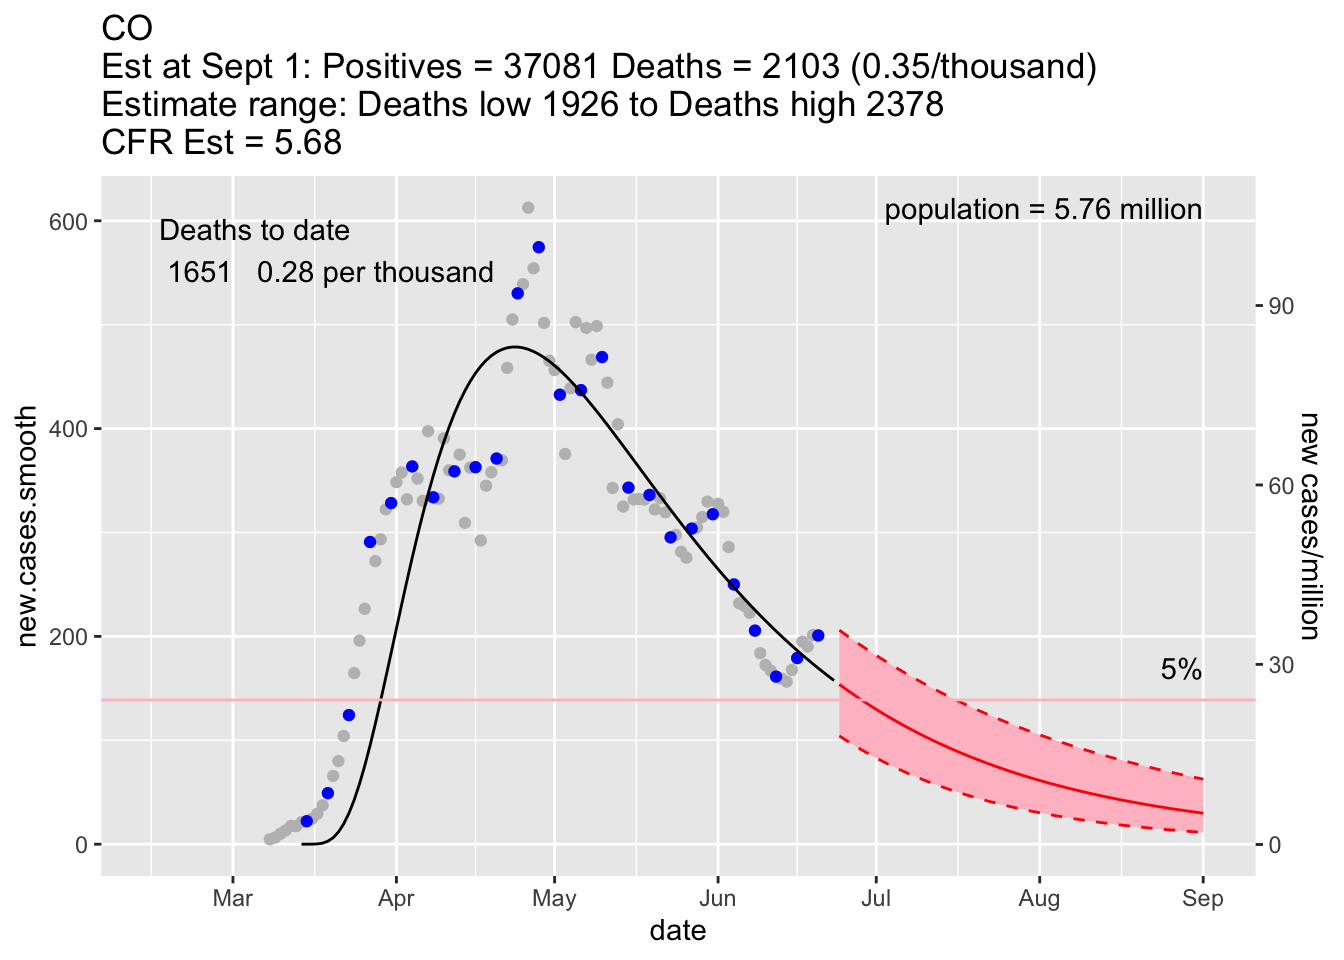 CO
Est at Sept 1: Positives = 37081 Deaths = 2103 (0.35/thousand)
Estimate range: Deaths low 1926 to Deaths high 2378
CFR Est = 5.68
population = 5.76 million
Deaths to date
1651 0.28 per thousand
5%
600
400
200
0
new.cases.smooth
90
60
30
0
new cases/million
Mar Apr May Jun Jul Aug Sep
date